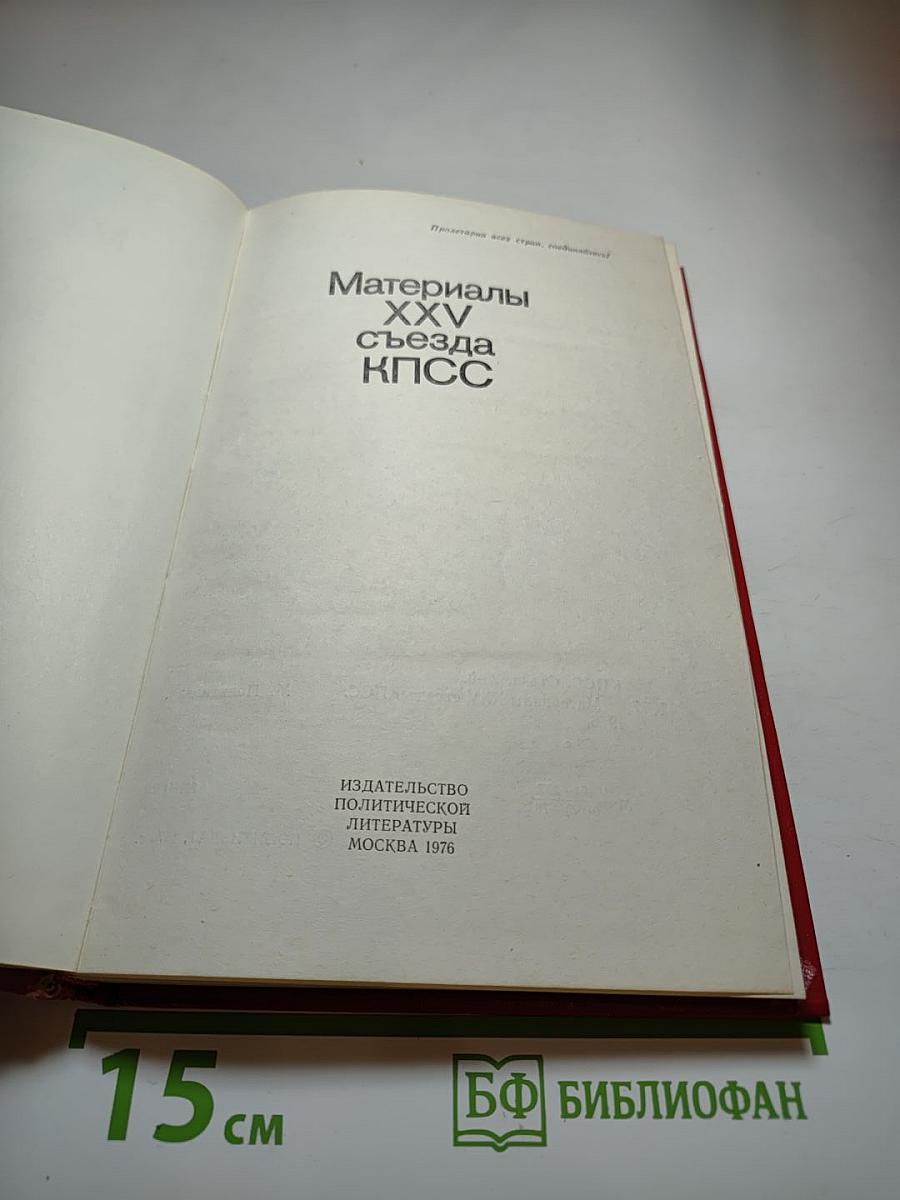 Пролетарии всех стран, соединяйтесь!
Материалы
XXV
съезда
КПСС
ИЗДАТЕЛЬСТВО
ПОЛИТИЧЕСКОЙ
ЛИТЕРАТУРЫ
МОСКВА 1976
15 см
БФ БИБЛИОФАН